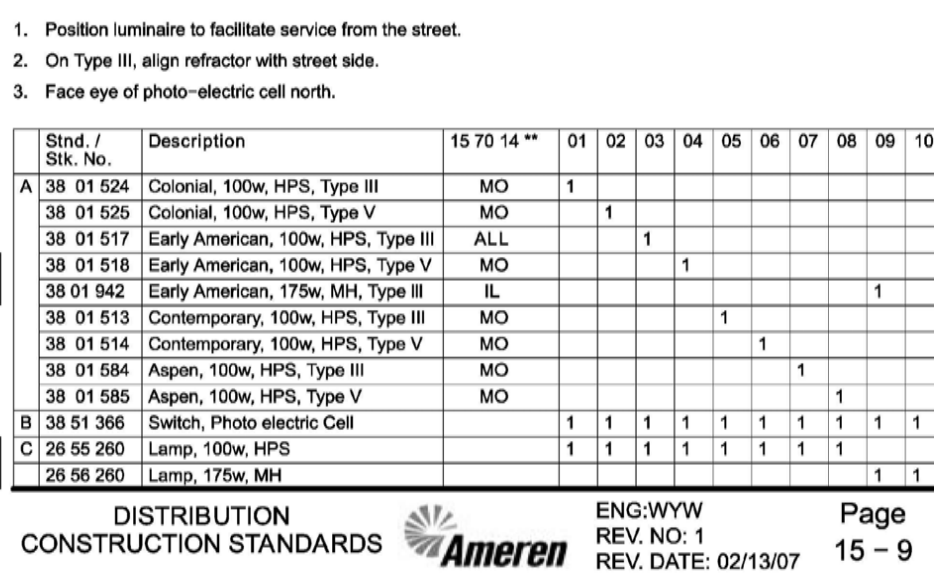 1. Position luminaire to facilitate service from the street.
2. On Type III, align refractor with street side.
3. Face eye of photo-electric cell north.
Stnd. / Stk. No. Description 15 70 14 ** 01 02 03 04 05 06 07 08 09 10
A 38 01 524 Colonial, 100w, HPS, Type III MO 1
38 01 525 Colonial, 100w, HPS, Type V MO 1
38 01 517 Early American, 100w, HPS, Type III ALL 1
38 01 518 Early American, 100w, HPS, Type V MO 1
38 01 942 Early American, 175w, MH, Type III IL 1
38 01 513 Contemporary, 100w, HPS, Type III MO 1
38 01 514 Contemporary, 100w, HPS, Type V MO 1
38 01 584 Aspen, 100w, HPS, Type III MO 1
38 01 585 Aspen, 100w, HPS, Type V MO 1
B 38 51 366 Switch, Photo electric Cell 1 1 1 1 1 1 1 1 1 1
C 26 55 260 Lamp, 100w, HPS 1 1 1 1 1 1 1 1
26 56 260 Lamp, 175w, MH 1 1
DISTRIBUTION
CONSTRUCTION STANDARDS
Ameren
ENG:WYW
REV. NO: 1
REV. DATE: 02/13/07
Page
15 - 9